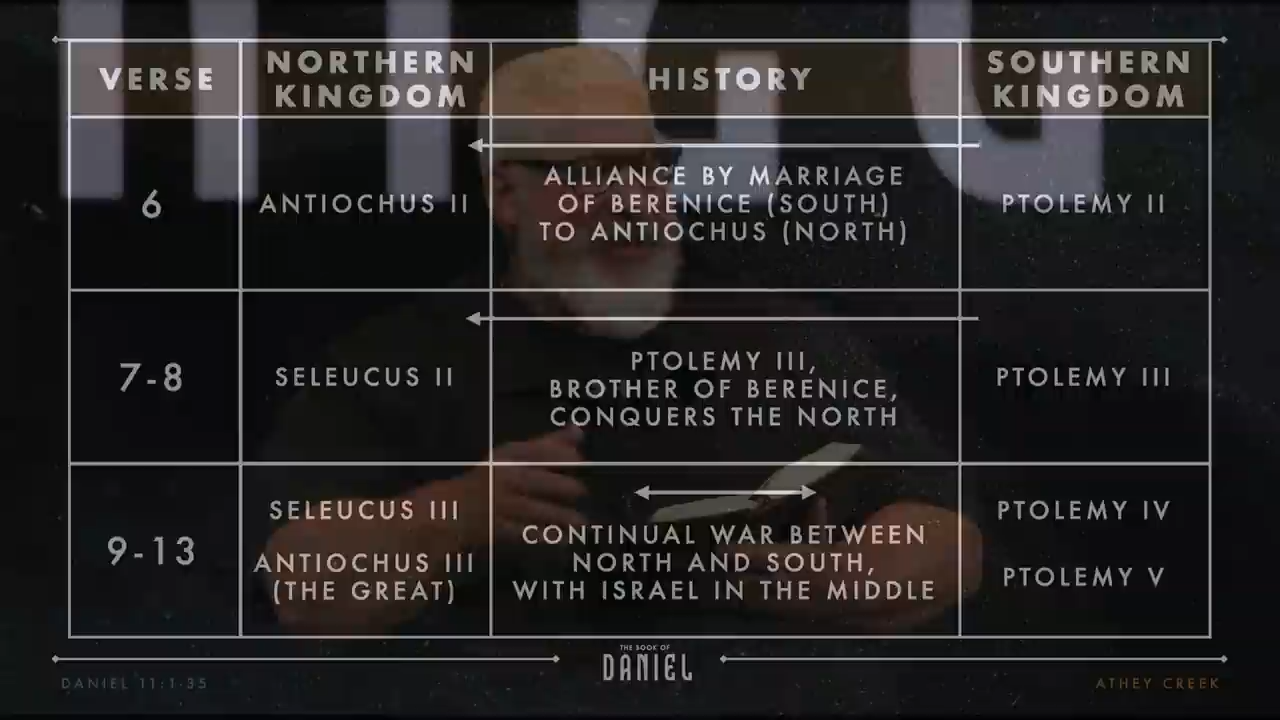 VERSE
NORTHERN
KINGDOM
HISTORY
SOUTHERN
KINGDOM
6
ANTIOCHUS II
ALLIANCE BY MARRIAGE
OF BERENICE (SOUTH)
TO ANTIOCHUS (NORTH)
PTOLEMY II
7-8
SELEUCUS II
PTOLEMY III,
BROTHER OF BERENICE,
CONQUERS THE NORTH
PTOLEMY III
9-13
SELEUCUS III
ANTIOCHUS III
(THE GREAT)
CONTINUAL WAR BETWEEN
NORTH AND SOUTH,
WITH ISRAEL IN THE MIDDLE
PTOLEMY IV
PTOLEMY V
THE BOOK OF
DANIEL
DANIEL 11:1-35
ATHEY CREEK